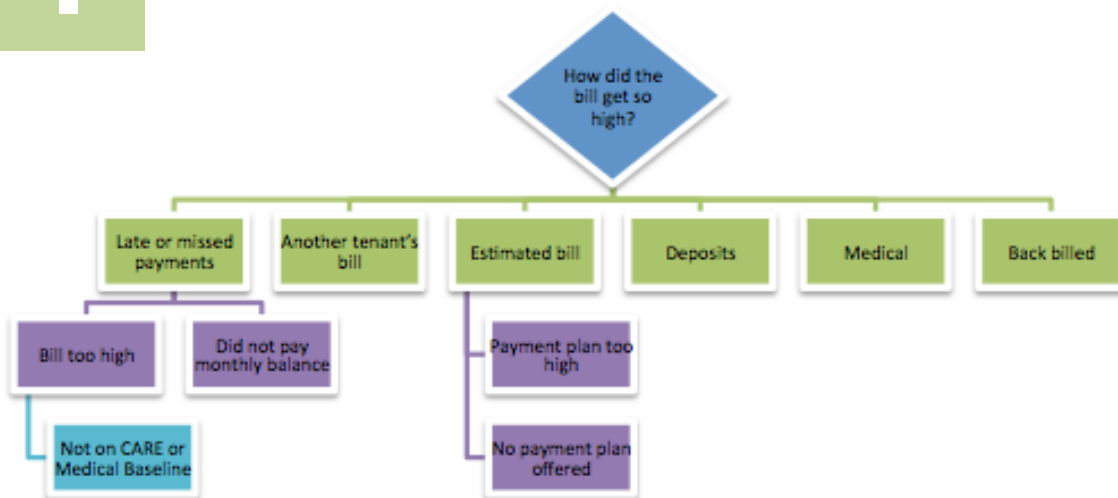 How did the
bill get so
high?
Late or missed
payments
Another tenant's
bill
Estimated bill
Deposits
Medical
Back billed
Bill too high
Did not pay
monthly balance
Payment plan too
high
Not on CARE or
Medical Baseline
No payment plan
offered